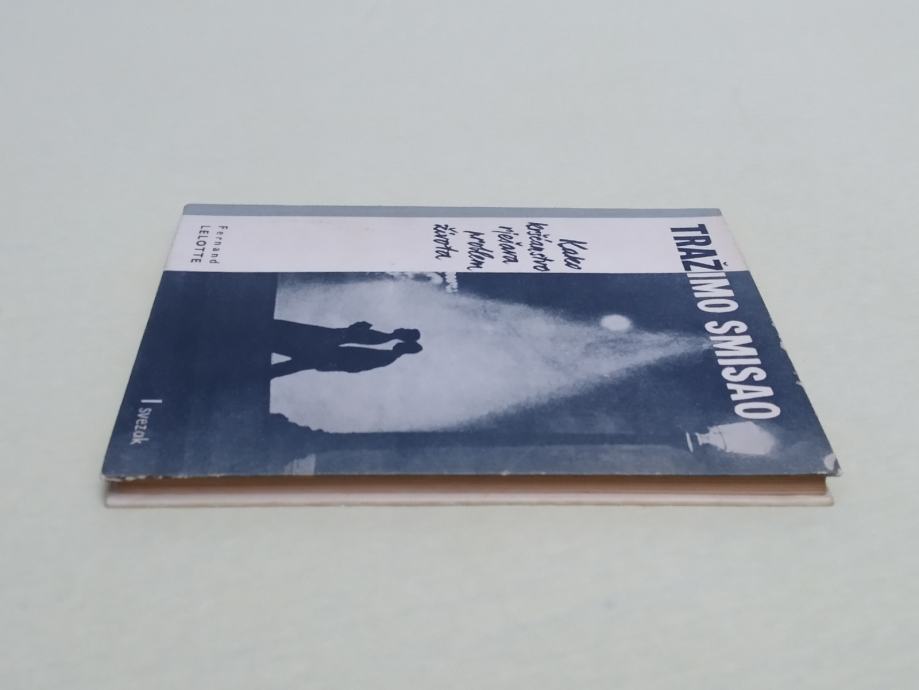 TRAŽIMO SMISAO
Kako
kršćanstvo
rješava
problem
života
Fernand
LELOTTE
I svezak